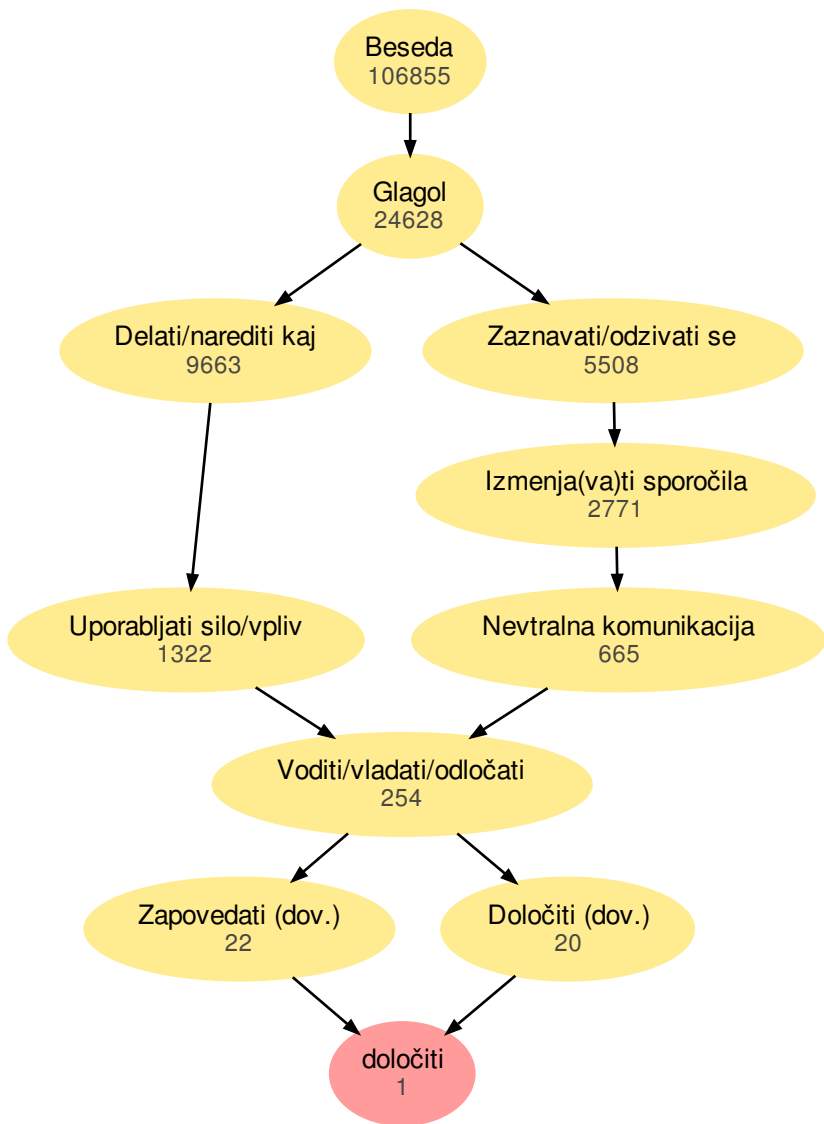 Beseda
106855
Glagol
24628
Delati/narediti kaj
9663
Zaznavati/odzivati se
5508
Izmenja(va)ti sporočila
2771
Uporabljati silo/vpliv
1322
Nevtralna komunikacija
665
Voditi/vladati/odločati
254
Zapovedati (dov.)
22
Določiti (dov.)
20
določiti
1